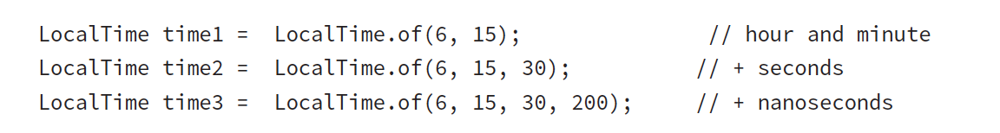 LocalTime time1 =  LocalTime.of(6, 15);               // hour and minute
LocalTime time2 =  LocalTime.of(6, 15, 30);          // + seconds
LocalTime time3 =  LocalTime.of(6, 15, 30, 200);     // + nanoseconds